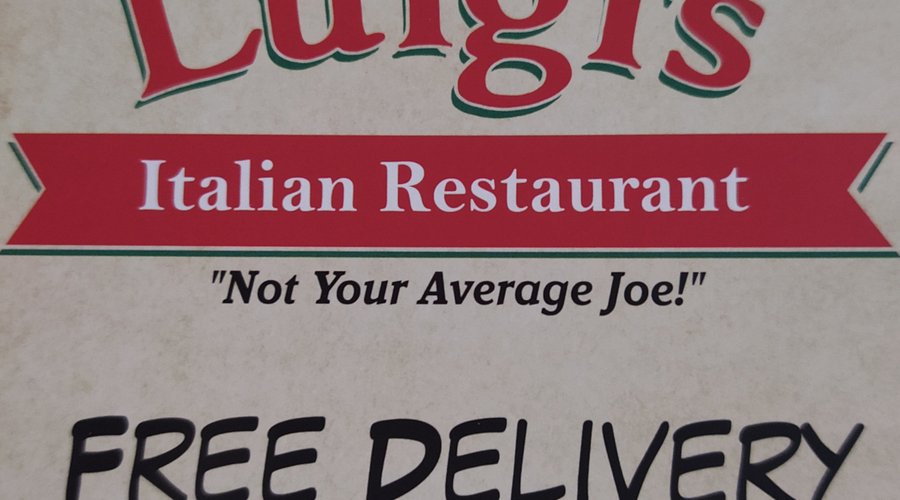 Luigi's
Italian Restaurant
"Not Your Average Joe!"
FREE DELIVERY